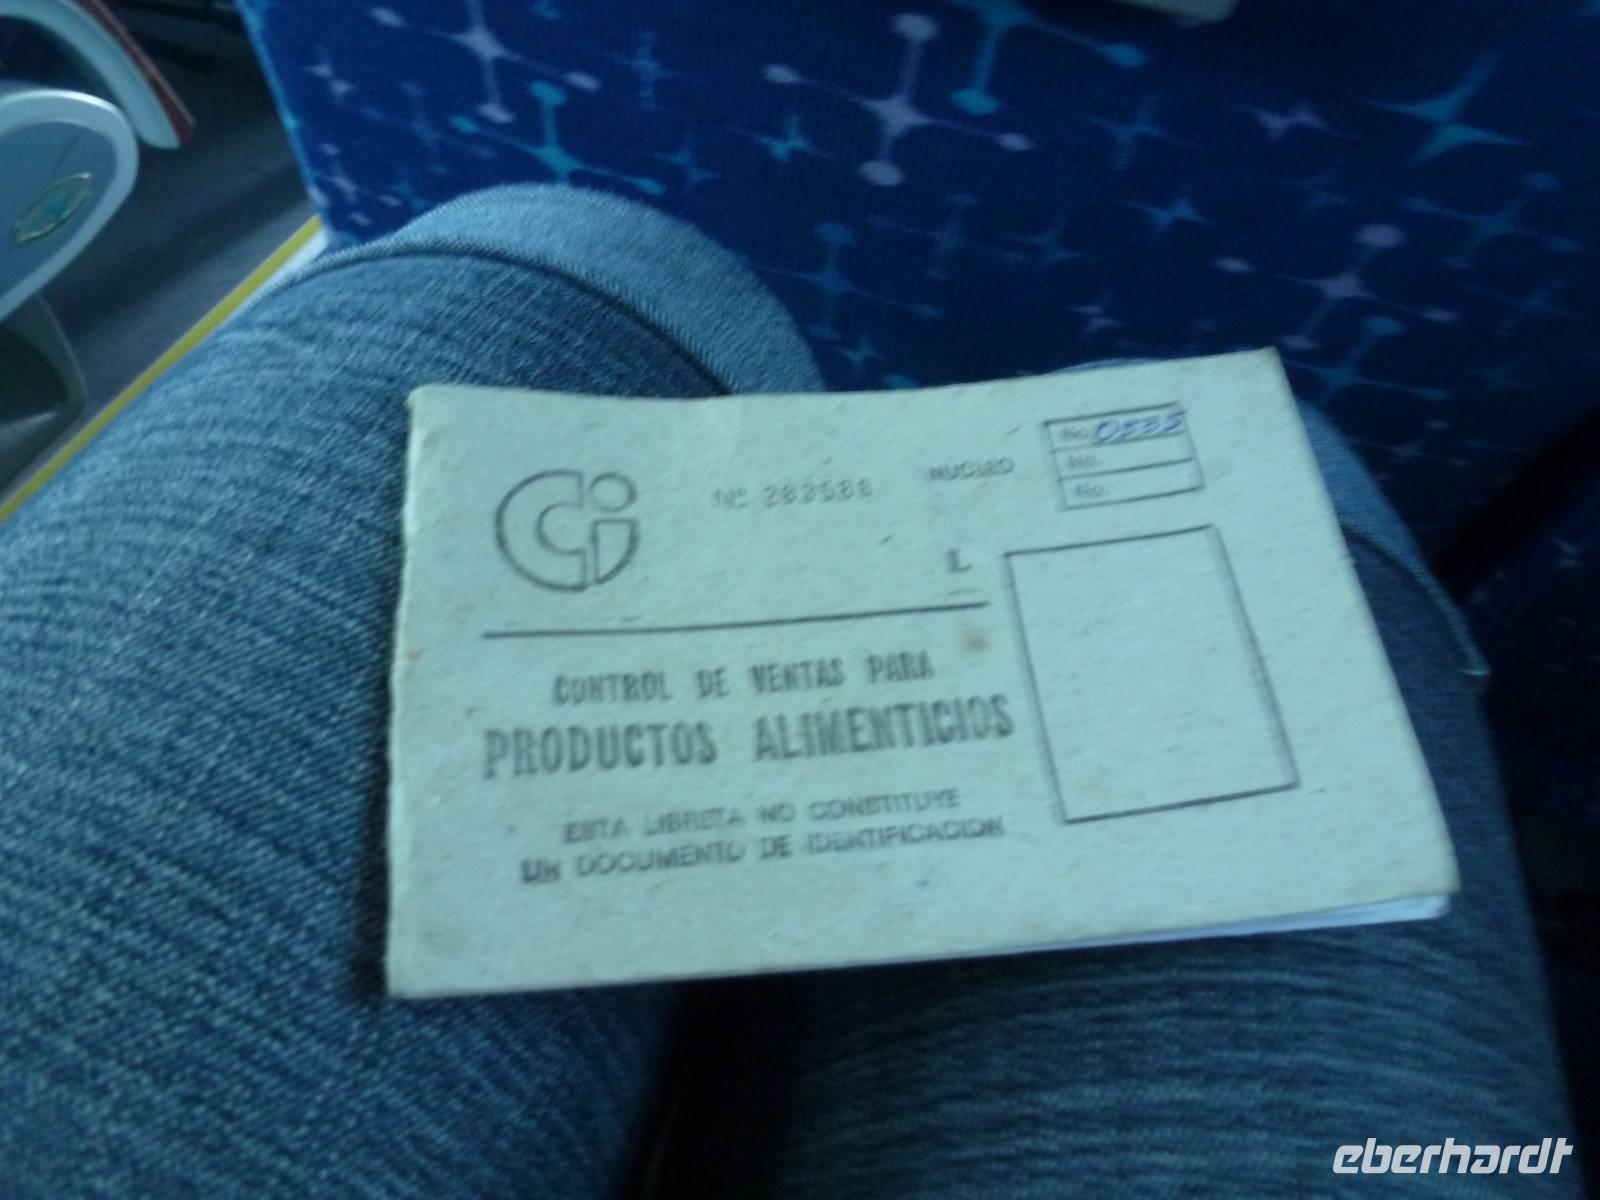 Nº 283588 NUCLEO
No. 0535
No.
No.
L
CONTROL DE VENTAS PARA
PRODUCTOS ALIMENTICIOS
ESTA LIBRETA NO CONSTITUYE
UN DOCUMENTO DE IDENTIFICACION
eberhardt